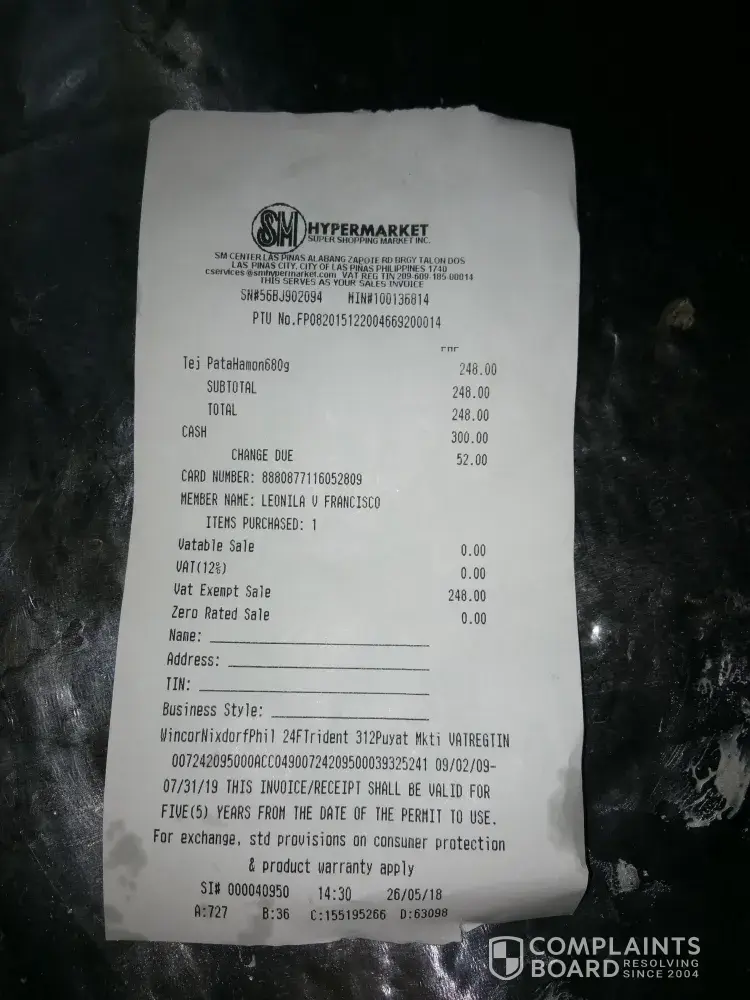 SM HYPERMARKET
SUPER SHOPPING MARKET INC.
SM CENTER LAS PINAS ALABANG ZAPOTE RD BRGY TALON DOS
LAS PINAS CITY, CITY OF LAS PINAS PHILIPPINES 1740
cservices@smhypermarket.com VAT REG TIN 209-609-185-00014
THIS SERVES AS YOUR SALES INVOICE
SN#56BJ902094 MIN#100136814
PTU No.FP082015122004669200014
Tej PataHamon680g 248.00
SUBTOTAL 248.00
TOTAL 248.00
CASH 300.00
CHANGE DUE 52.00
CARD NUMBER: 8880877116052809
MEMBER NAME: LEONILA V FRANCISCO
ITEMS PURCHASED: 1
Vatable Sale 0.00
VAT(12%) 0.00
Vat Exempt Sale 248.00
Zero Rated Sale 0.00
Name:
Address:
TIN:
Business Style:
WincorNixdorfPhil 24FTrident 312Puyat Mkti VATREGTIN
007242095000ACC04900724209500039325241 09/02/09-
07/31/19 THIS INVOICE/RECEIPT SHALL BE VALID FOR
FIVE(5) YEARS FROM THE DATE OF THE PERMIT TO USE.
For exchange, std provisions on consumer protection
& product warranty apply
SI# 000040950 14:30 26/05/18
A:727 B:36 C:155195266 D:63098
COMPLAINTS BOARD RESOLVING SINCE 2004